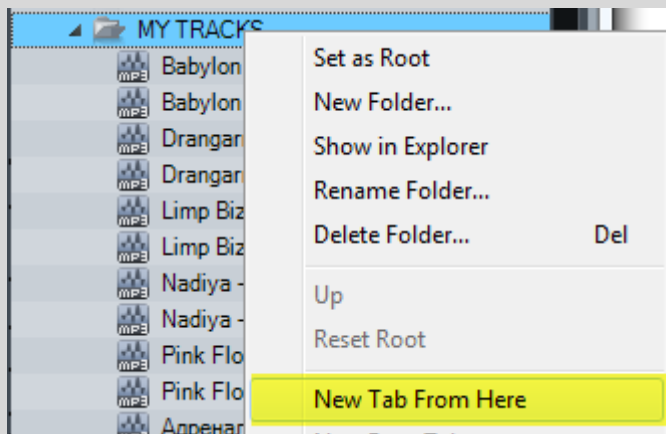 MY TRACKS
Babylon
Babylon
Drangar
Drangar
Limp Biz
Limp Biz
Nadiya -
Nadiya -
Pink Flo
Pink Flo
Адренал
Set as Root
New Folder...
Show in Explorer
Rename Folder...
Delete Folder... Del
Up
Reset Root
New Tab From Here